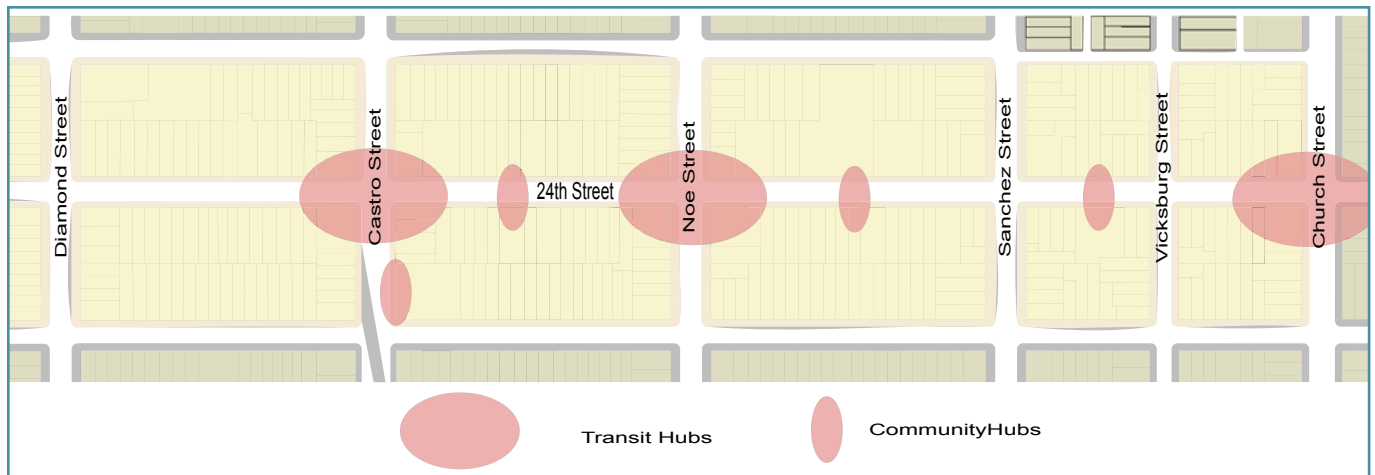 Diamond Street
Castro Street
24th Street
Noe Street
Sanchez Street
Vicksburg Street
Church Street
Transit Hubs
CommunityHubs